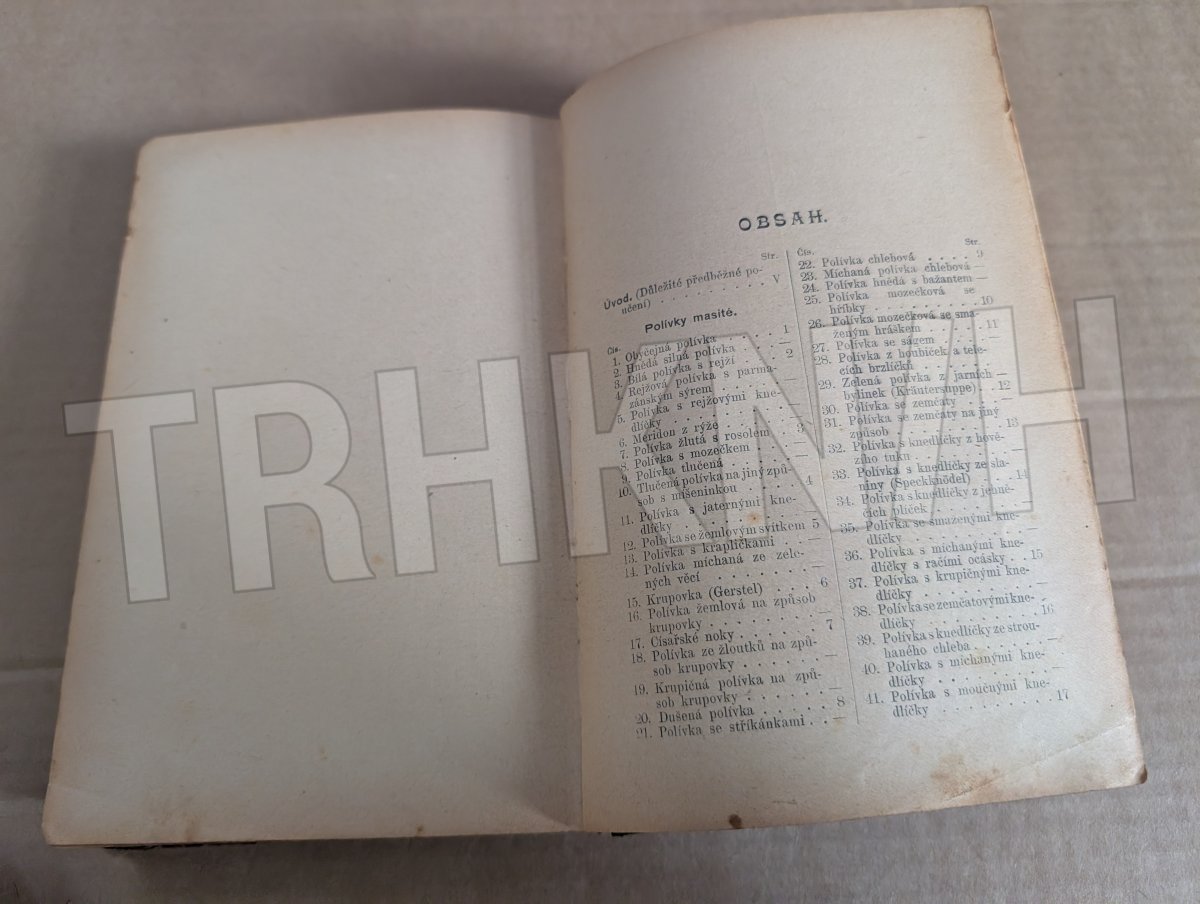 OBSAH.
Str.
Úvod. (Důležité předběžné po-
učení) . . . . . . . . V
Polívky masité.
Čís.
1. Obyčejná polívka . . . . 1
2. Hnědá silná polívka . . . —
3. Bílá polívka s rejží . . . . 2
4. Rejžová polívka s parma-
zánským sýrem . . . . . —
5. Polívka s rejžovými kne-
dlíčky . . . . . . . . —
6. Meridon z rýže . . . . .
7. Polívka žlutá s rosolem . . 3
8. Polívka s mozečkem . . . —
9. Polívka tlučená . . . . .
10. Tlučená polívka na jiný způ-
sob s míšeninkou . . . . 4
11. Polívka s jaternými kne-
dlíčky . . . . . . . . —
12. Polívka se žemlovým svítkem 5
13. Polívka s krapličkami . . . —
14. Polívka míchaná ze zele-
ných věcí . . . . . . . —
15. Krupovka (Gerstel) . . . . 6
16. Polívka žemlová na způsob
krupovky . . . . . . . —
17. Císařské noky . . . . . . 7
18. Polívka ze žloutků na způ-
sob krupovky . . . . . . —
19. Krupičná polívka na způ-
sob krupovky . . . . . . —
20. Dušená polívka . . . . . 8
21. Polívka se stříkánkami . . —
Čís. Str.
22. Polívka chlebová . . . . 9
23. Míchaná polívka chlebová —
24. Polívka hnědá s bažantem —
25. Polívka mozečková se
hříbky . . . . . . . . 10
26. Polívka mozečková se sma-
ženým hráškem . . . . . 11
27. Polívka se ságem . . . . —
28. Polívka z houbiček a tele-
cích brzlíčků . . . . . . —
29. Zelená polívka z jarních
bylinek (Kräutersuppe) . . 12
30. Polívka se zemčaty . . . —
31. Polívka se zemčaty na jiný
způsob . . . . . . . . 13
32. Polívka s knedlíčky z hově-
zího tuku . . . . . . . —
33. Polívka s knedlíčky ze sla-
niny (Speckknödel) . . . 14
34. Polívka s knedlíčky z jehně-
čích plíček . . . . . . . —
35. Polívka se smaženými kne-
dlíčky . . . . . . . . —
36. Polívka s míchanými kne-
dlíčky s račími ocásky . . 15
37. Polívka s krupičnými kne-
dlíčky . . . . . . . . —
38. Polívka se zemčatovými kne-
dlíčky . . . . . . . . 16
39. Polívka s knedlíčky ze strou-
haného chleba . . . . . . —
40. Polívka s míchanými kne-
dlíčky . . . . . . . . —
41. Polívka s moučnými kne-
dlíčky . . . . . . . . 17
TRHKNIH